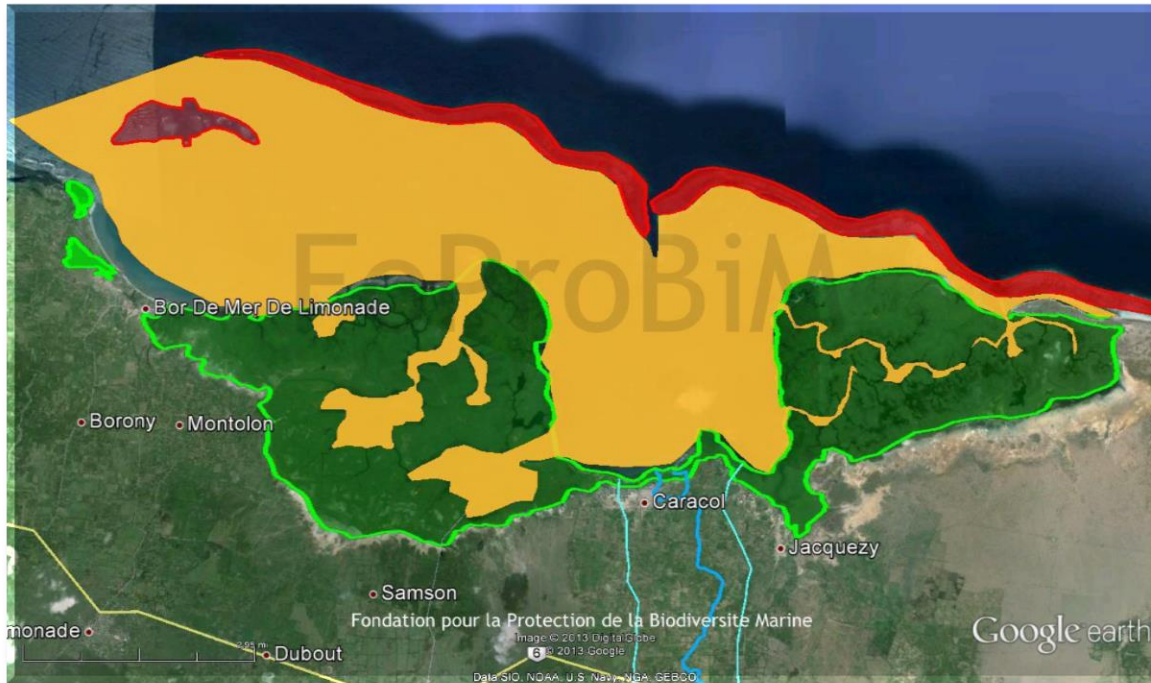 FoProBiM
Bor De Mer De Limonade
Borony
Montolon
Caracol
Jacquezy
Samson
Fondation pour la Protection de la Biodiversite Marine
monade
Image © 2013 DigitalGlobe
© 2013 Google
Google earth
6
Dubout
Data SIO, NOAA, U.S. Navy, NGA, GEBCO